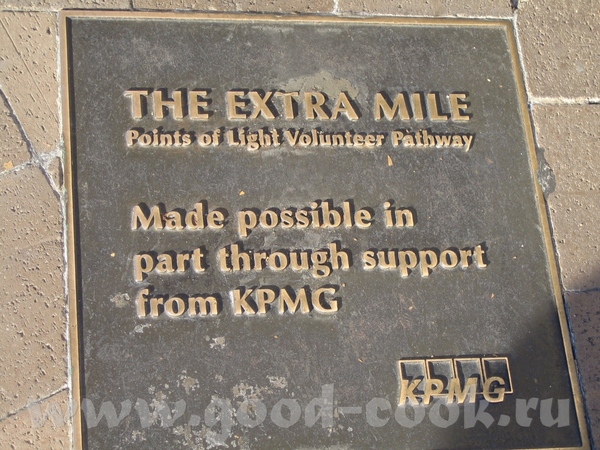 THE EXTRA MILE
Points of Light Volunteer Pathway
Made possible in
part through support
from KPMG
KPMG
www.good-cook.ru